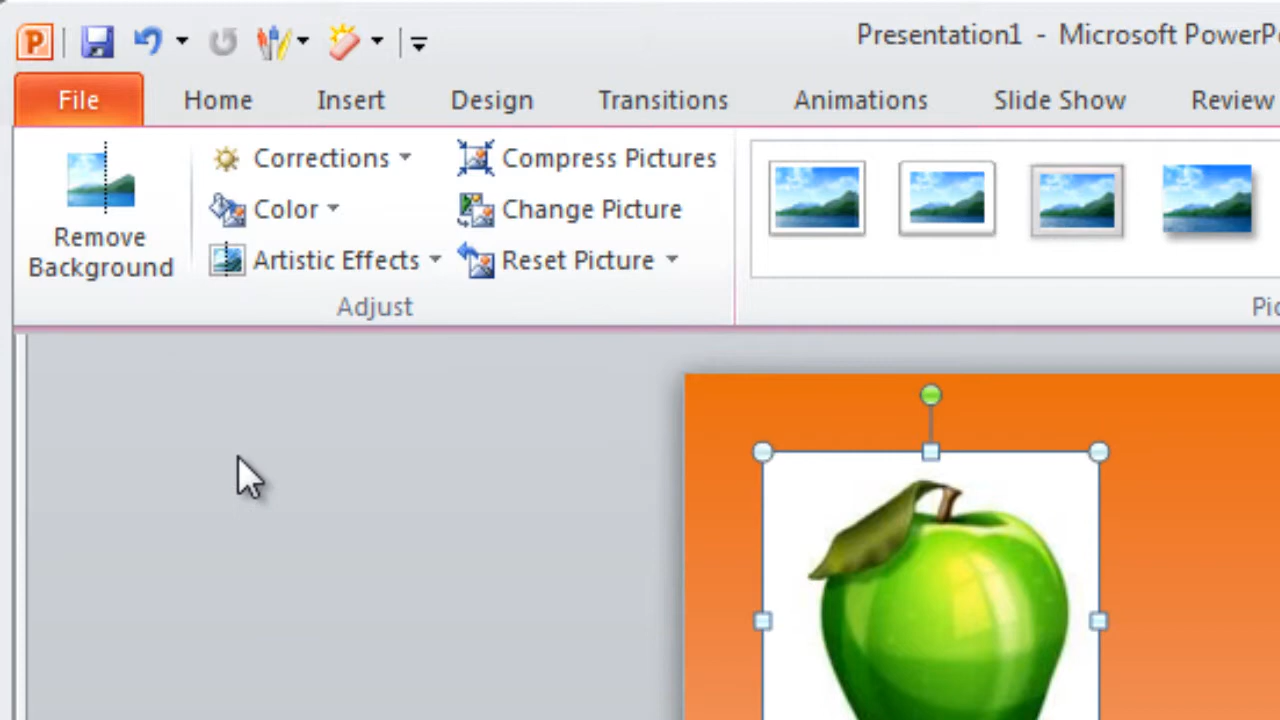 Presentation1 - Microsoft PowerP
File Home Insert Design Transitions Animations Slide Show Review
Remove
Background
Corrections
Color
Artistic Effects
Compress Pictures
Change Picture
Reset Picture
Adjust
Pic